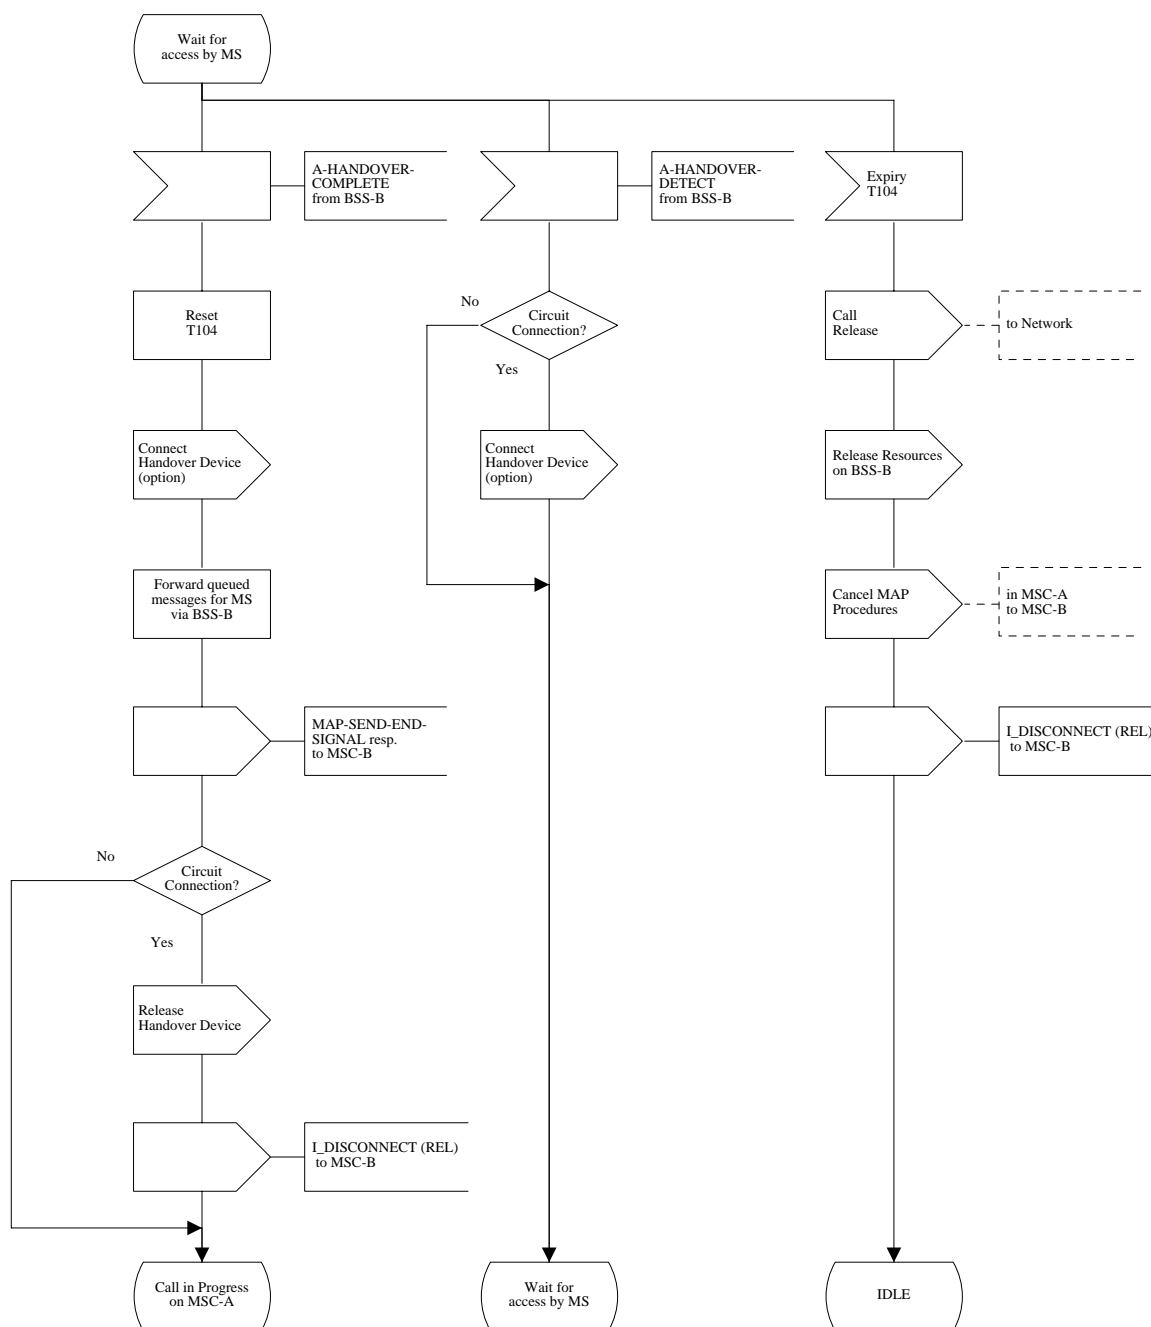 Wait for
access by MS
A-HANDOVER-
COMPLETE
from BSS-B
A-HANDOVER-
DETECT
from BSS-B
Expiry
T104
Reset
T104
No
Circuit
Connection?
Yes
Call
Release
to Network
Connect
Handover Device
(option)
Connect
Handover Device
(option)
Release Resources
on BSS-B
Forward queued
messages for MS
via BSS-B
Cancel MAP
Procedures
in MSC-A
to MSC-B
MAP-SEND-END-
SIGNAL resp.
to MSC-B
I_DISCONNECT (REL)
to MSC-B
No
Circuit
Connection?
Yes
Release
Handover Device
I_DISCONNECT (REL)
to MSC-B
Call in Progress
on MSC-A
Wait for
access by MS
IDLE